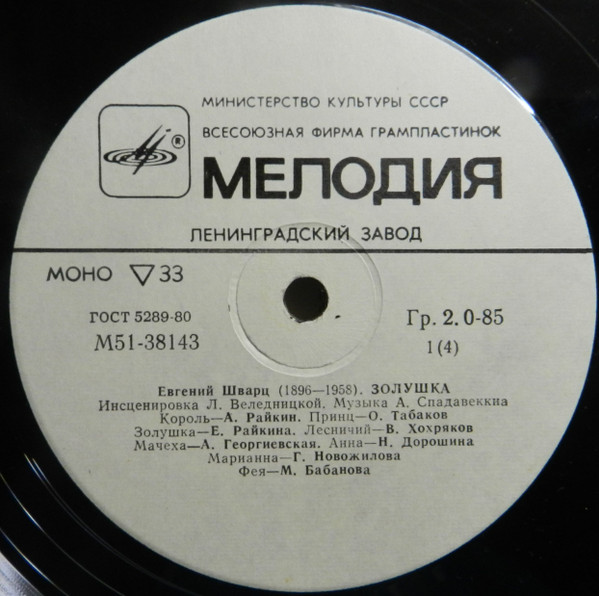 МИНИСТЕРСТВО КУЛЬТУРЫ СССР
ВСЕСОЮЗНАЯ ФИРМА ГРАМПЛАСТИНОК
®
МЕЛОДИЯ
ЛЕНИНГРАДСКИЙ ЗАВОД
МОНО ▽ 33
ГОСТ 5289-80
Гр. 2. 0-85
М51-38143
1(4)
Евгений Шварц (1896—1958). ЗОЛУШКА
Инсценировка Л. Веледницкой. Музыка А. Спадавеккиа
Король—А. Райкин. Принц—О. Табаков
Золушка—Е. Райкина. Лесничий—В. Хохряков
Мачеха—А. Георгиевская. Анна—Н. Дорошина
Марианна—Г. Новожилова
Фея—М. Бабанова